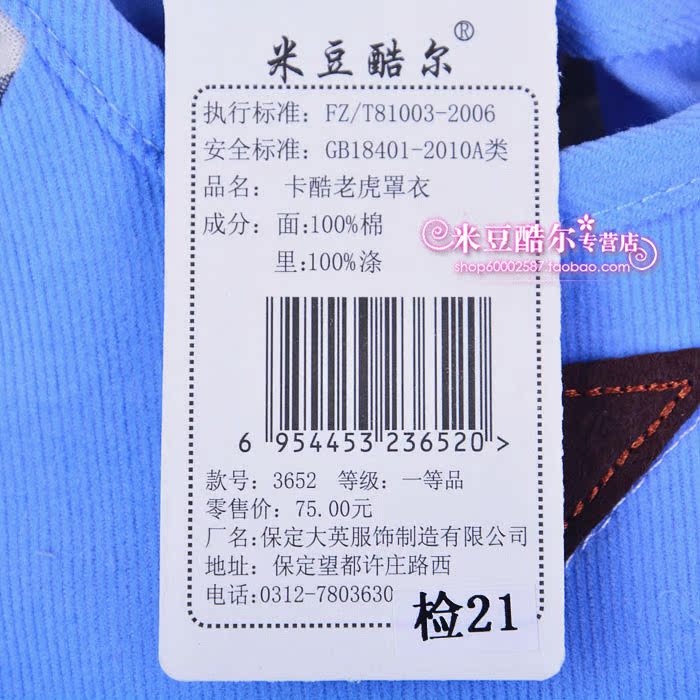 米豆酷尔®
执行标准：FZ/T81003-2006
安全标准：GB18401-2010A类
品名：卡酷老虎罩衣
成分：面:100%棉
里:100%涤
米豆酷尔专营店
shop60002587.taobao.com
6 954453 236520 >
款号：3652 等级：一等品
零售价：75.00元
厂名:保定大英服饰制造有限公司
地址：保定望都许庄路西
电话:0312-7803630
检21